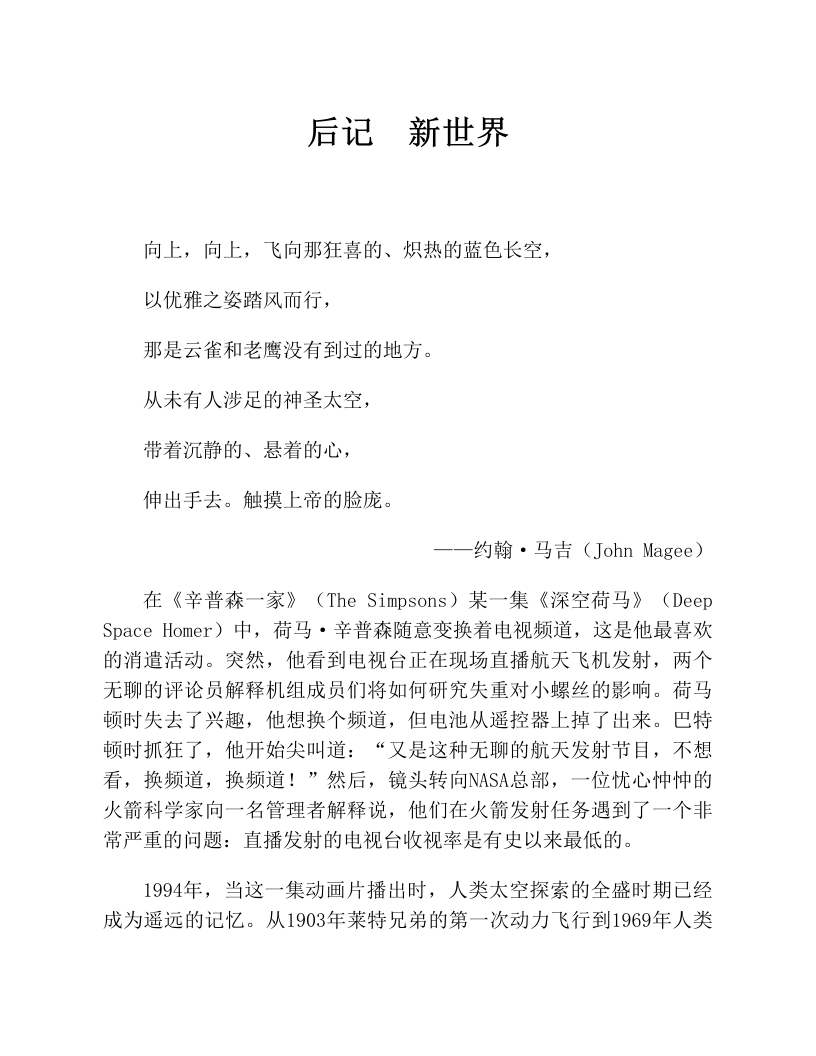 后记　新世界
向上，向上，飞向那狂喜的、炽热的蓝色长空，
以优雅之姿踏风而行，
那是云雀和老鹰没有到过的地方。
从未有人涉足的神圣太空，
带着沉静的、悬着的心，
伸出手去。触摸上帝的脸庞。
——约翰·马吉（John Magee）
在《辛普森一家》（The Simpsons）某一集《深空荷马》（Deep
Space Homer）中，荷马·辛普森随意变换着电视频道，这是他最喜欢
的消遣活动。突然，他看到电视台正在现场直播航天飞机发射，两个
无聊的评论员解释机组成员们将如何研究失重对小螺丝的影响。荷马
顿时失去了兴趣，他想换个频道，但电池从遥控器上掉了出来。巴特
顿时抓狂了，他开始尖叫道：“又是这种无聊的航天发射节目，不想
看，换频道，换频道！”然后，镜头转向NASA总部，一位忧心忡忡的
火箭科学家向一名管理者解释说，他们在火箭发射任务遇到了一个非
常严重的问题：直播发射的电视台收视率是有史以来最低的。
1994年，当这一集动画片播出时，人类太空探索的全盛时期已经
成为遥远的记忆。从1903年莱特兄弟的第一次动力飞行到1969年人类